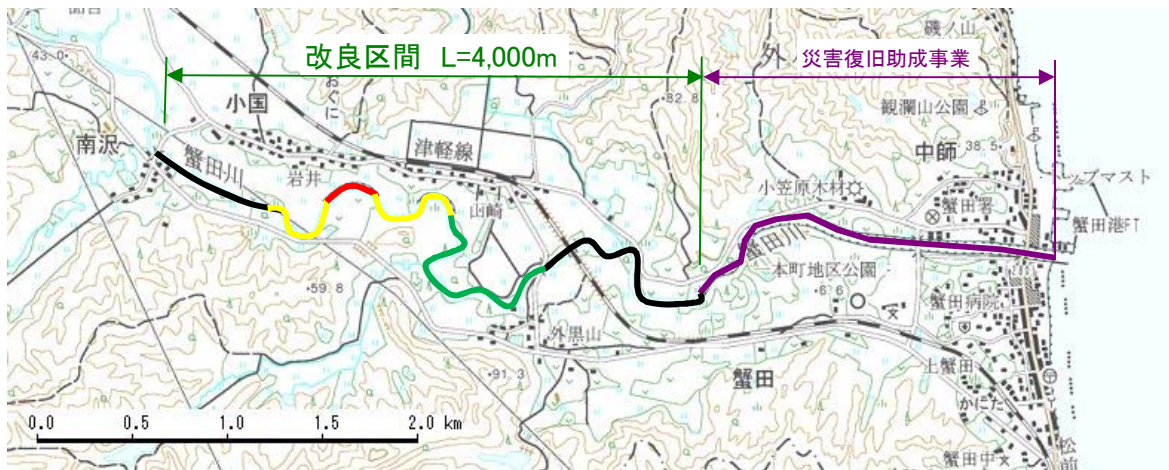 磯ノ山
改良区間 L=4,000m
外
災害復旧助成事業
43.0
・82.8
観瀾山公園
小国
おぐに
南沢
蟹田川
津軽線
中師
38.5
岩井
小笠原木材
ップマスト
山崎
蟹田署
蟹田港FT
蟹田川
本町地区公園
・59.8
・6.6
蟹田病院
外黒山
上蟹田
・91.3
蟹田
かにた
0.0 0.5 1.0 1.5 2.0 km
蟹田中
松前